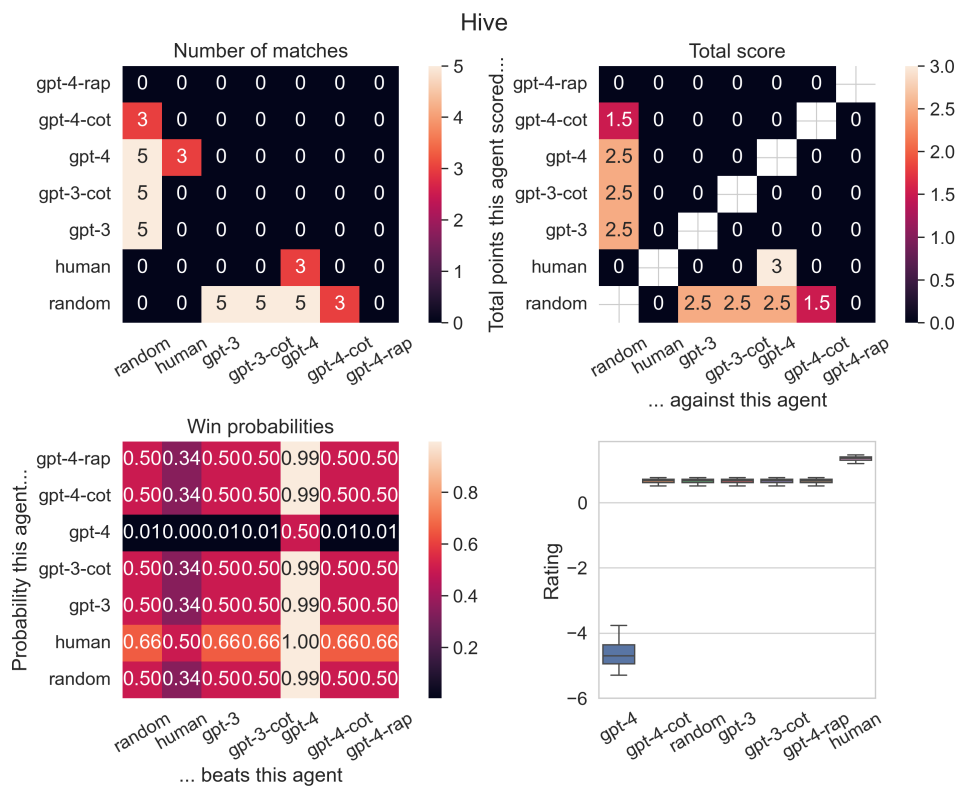 Hive
Number of matches
gpt-4-rap 0 0 0 0 0 0 0
gpt-4-cot 3 0 0 0 0 0 0
gpt-4 5 3 0 0 0 0 0
gpt-3-cot 5 0 0 0 0 0 0
gpt-3 5 0 0 0 0 0 0
human 0 0 0 0 3 0 0
random 0 0 5 5 5 3 0
random human gpt-3 gpt-3-cot gpt-4 gpt-4-cot gpt-4-rap
5
4
3
2
1
0
Total score
Total points this agent scored...
gpt-4-rap 0 0 0 0 0 0
gpt-4-cot 1.5 0 0 0 0 0
gpt-4 2.5 0 0 0 0 0
gpt-3-cot 2.5 0 0 0 0 0
gpt-3 2.5 0 0 0 0 0
human 0 0 0 3 0 0
random 0 2.5 2.5 2.5 1.5 0
random human gpt-3 gpt-3-cot gpt-4 gpt-4-cot gpt-4-rap
... against this agent
3.0
2.5
2.0
1.5
1.0
0.5
0.0
Win probabilities
Probability this agent...
gpt-4-rap 0.50 0.34 0.50 0.50 0.99 0.50 0.50
gpt-4-cot 0.50 0.34 0.50 0.50 0.99 0.50 0.50
gpt-4 0.01 0.00 0.01 0.01 0.50 0.01 0.01
gpt-3-cot 0.50 0.34 0.50 0.50 0.99 0.50 0.50
gpt-3 0.50 0.34 0.50 0.50 0.99 0.50 0.50
human 0.66 0.50 0.66 0.66 1.00 0.66 0.66
random 0.50 0.34 0.50 0.50 0.99 0.50 0.50
random human gpt-3 gpt-3-cot gpt-4 gpt-4-cot gpt-4-rap
... beats this agent
0.8
0.6
0.4
0.2
Rating
0
−2
−4
−6
gpt-4 gpt-4-cot random gpt-3 gpt-3-cot gpt-4-rap human